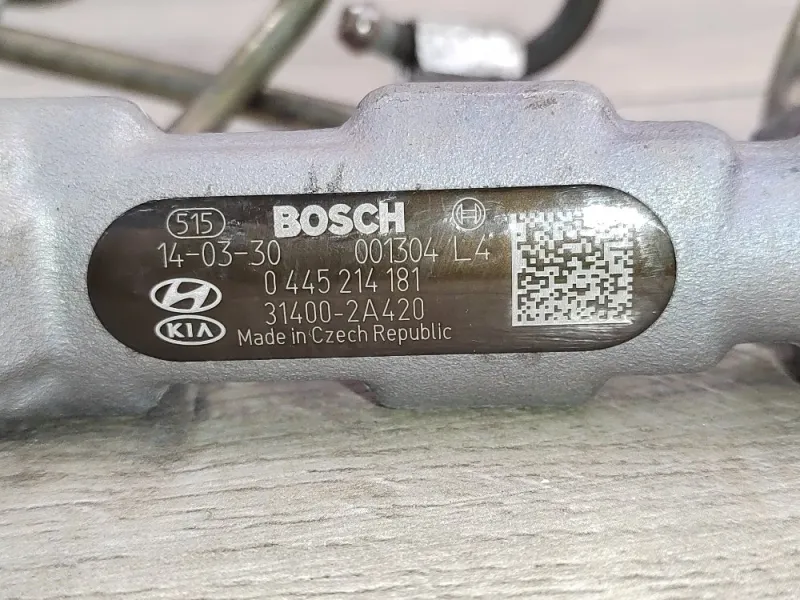 515 BOSCH
14-03-30 001304 L4
0 445 214 181
31400-2A420
KIA
Made in Czech Republic